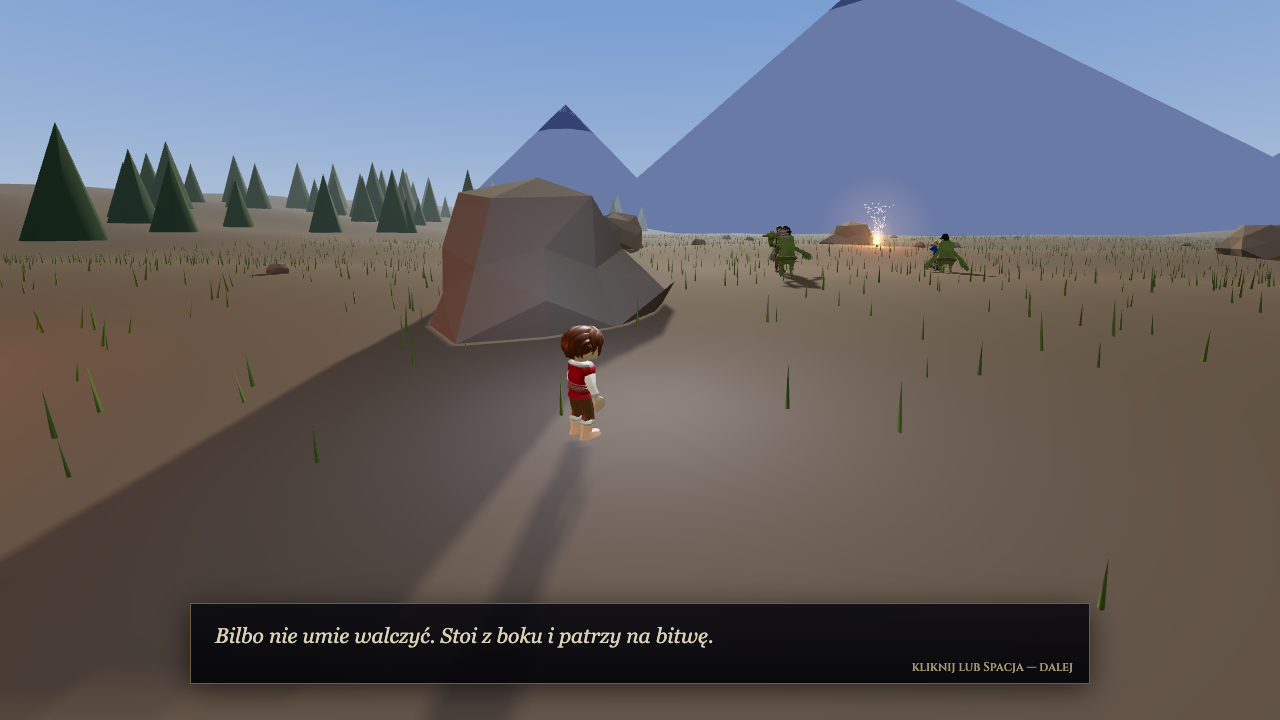 Bilbo nie umie walczyć. Stoi z boku i patrzy na bitwę.
KLIKNIJ LUB SPACJA — DALEJ